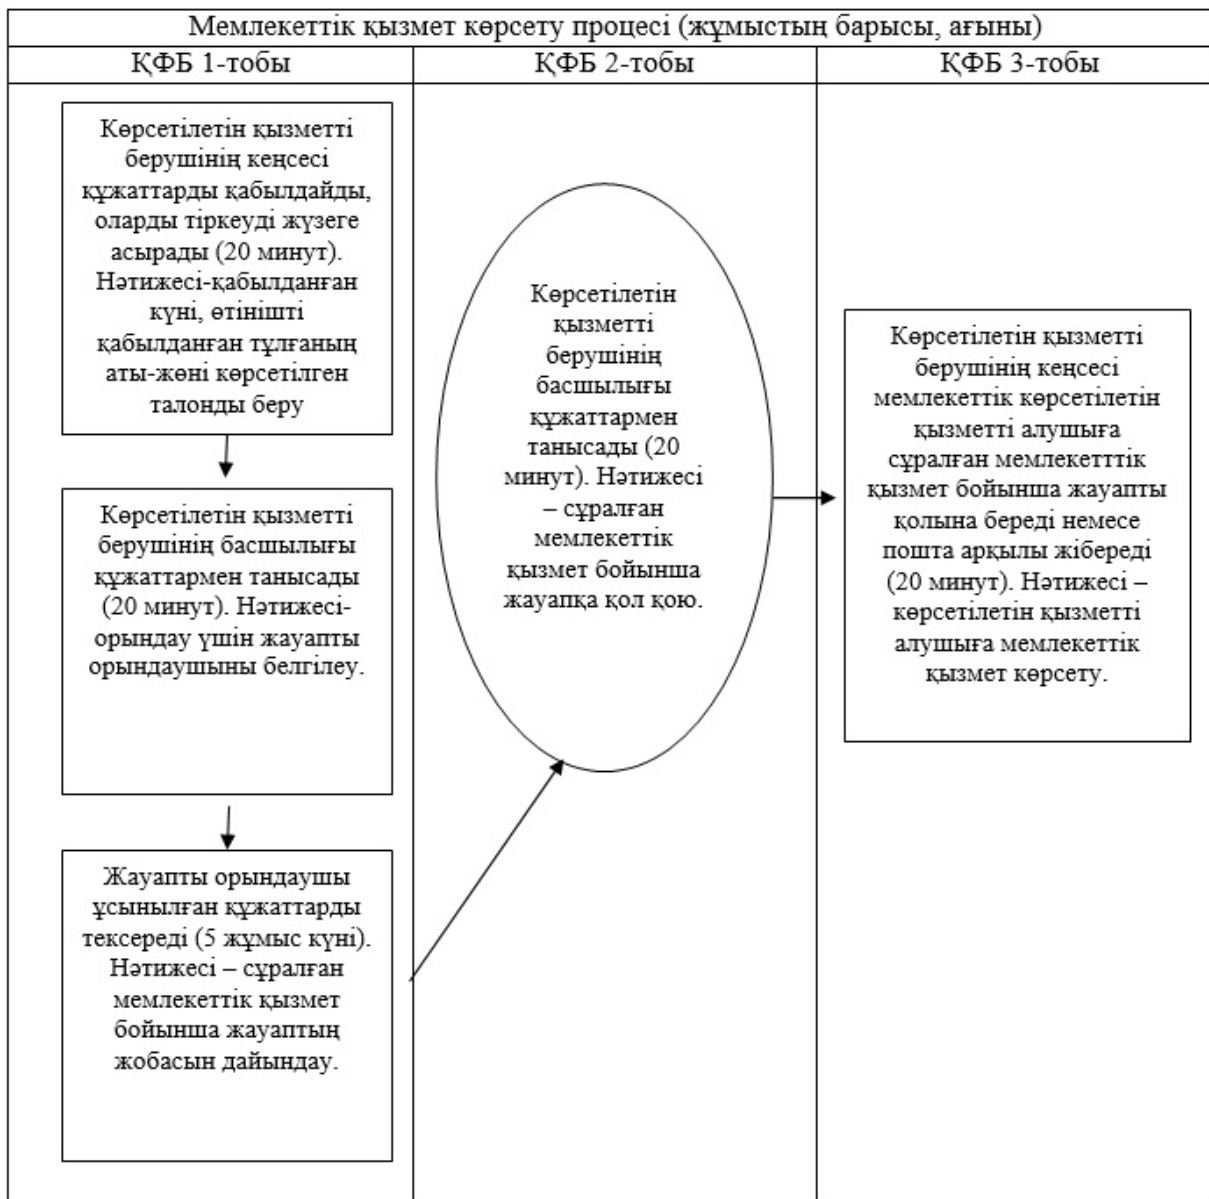 Мемлекеттік қызмет көрсету процесі (жұмыстың барысы, ағыны)
ҚФБ 1-тобы
ҚФБ 2-тобы
ҚФБ 3-тобы
Көрсетілетін қызметті
берушінің кеңсесі
құжаттарды қабылдайды,
оларды тіркеуді жүзеге
асырады (20 минут).
Нәтижесі-қабылданған
күні, өтінішті
қабылданған тұлғаның
аты-жөні көрсетілген
талонды беру
Көрсетілетін қызметті
берушінің басшылығы
құжаттармен танысады
(20 минут). Нәтижесі-
орындау үшін жауапты
орындаушыны белгілеу.
Жауапты орындаушы
ұсынылған құжаттарды
тексереді (5 жұмыс күні).
Нәтижесі – сұралған
мемлекеттік қызмет
бойынша жауаптың
жобасын дайындау.
Көрсетілетін
қызметті
берушінің
басшылығы
құжаттармен
танысады (20
минут). Нәтижесі
– сұралған
мемлекеттік
қызмет бойынша
жауапқа қол қою.
Көрсетілетін қызметті
берушінің кеңсесі
мемлекеттік көрсетілетін
қызметті алушыға
сұралған мемлекетттік
қызмет бойынша жауапты
қолына береді немесе
пошта арқылы жібереді
(20 минут). Нәтижесі –
көрсетілетін қызметті
алушыға мемлекеттік
қызмет көрсету.